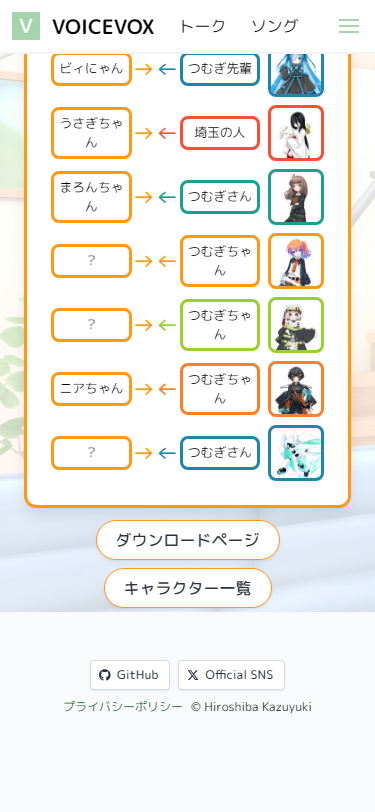 V VOICEVOX トーク ソング
ビィにゃん → ← つむぎ先輩
うさぎちゃ
ん → ← 埼玉の人
まろんちゃ
ん → ← つむぎさん
? → ← つむぎちゃ
ん
? → ← つむぎちゃ
ん
ニアちゃん → ← つむぎちゃ
ん
? → ← つむぎさん
ダウンロードページ
キャラクター一覧
GitHub Official SNS
プライバシーポリシー © Hiroshiba Kazuyuki